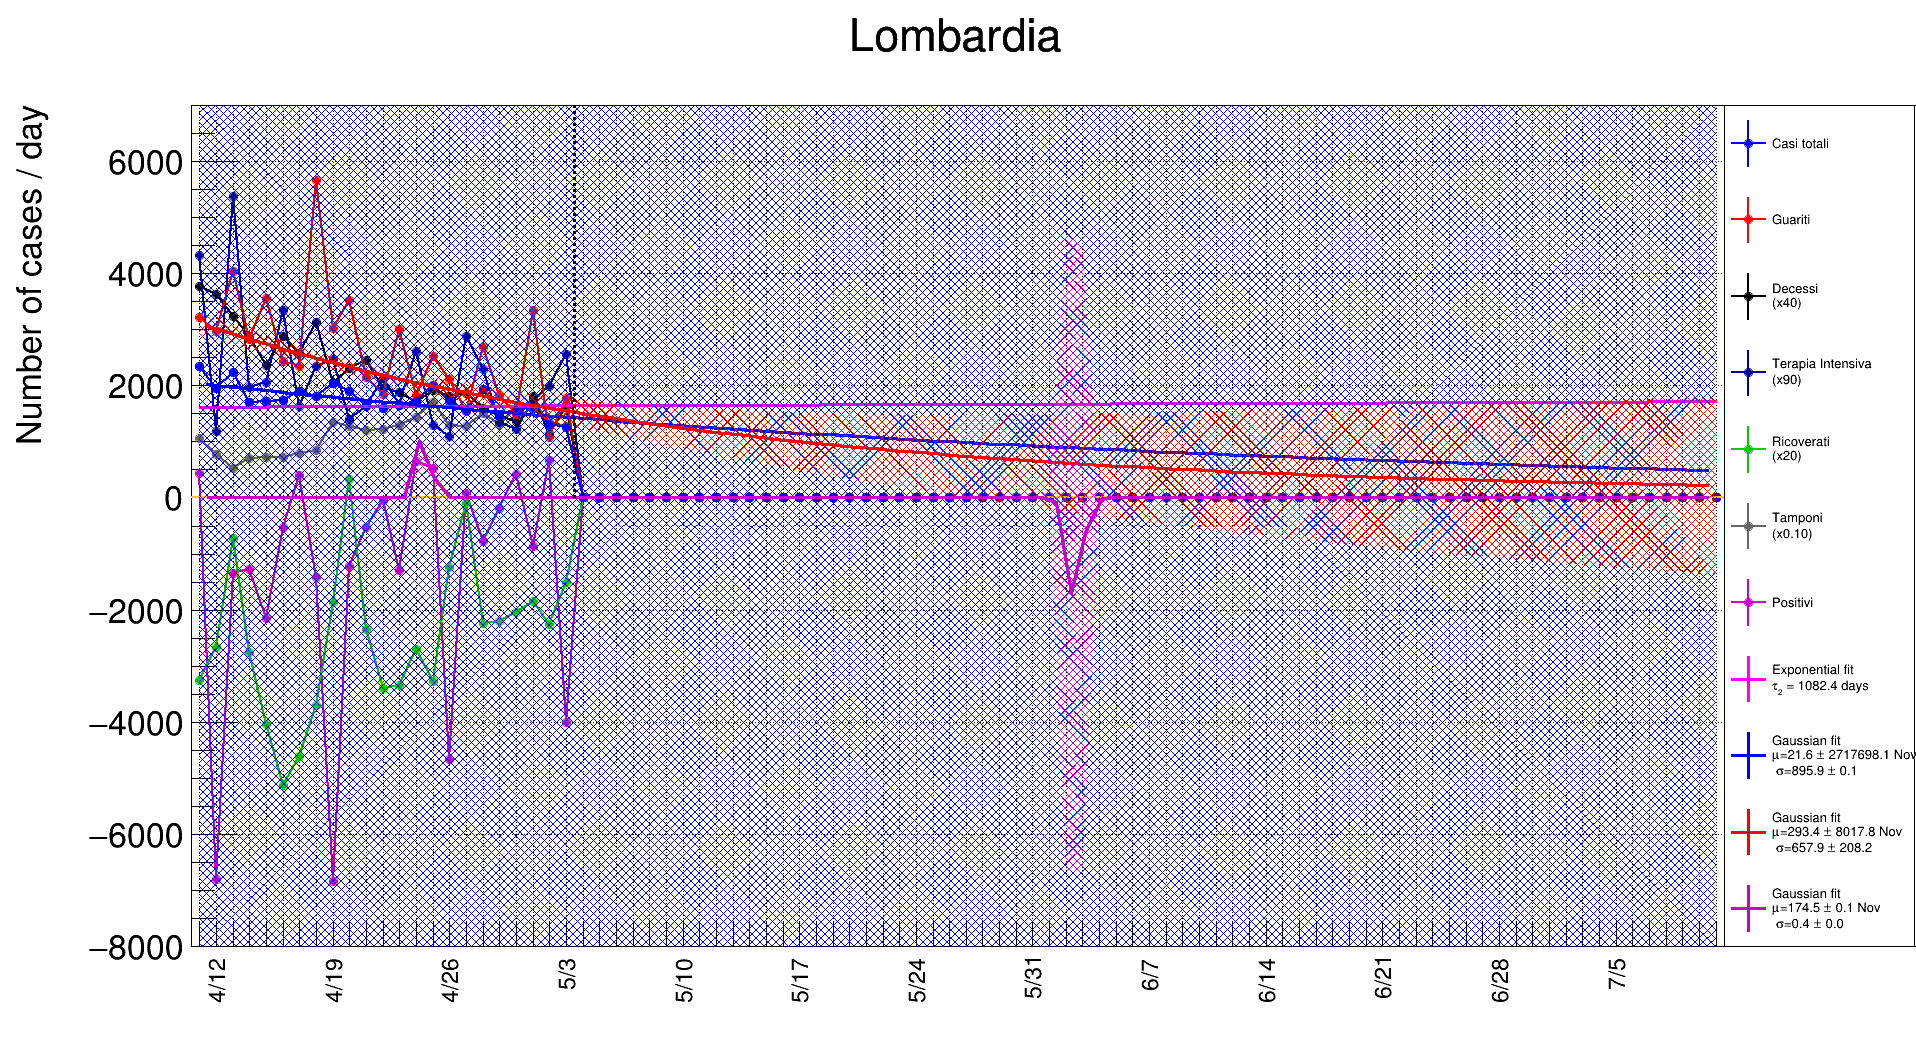 Lombardia
Number of cases / day
6000
4000
2000
0
−2000
−4000
−6000
−8000
4/12
4/19
4/26
5/3
5/10
5/17
5/24
5/31
6/7
6/14
6/21
6/28
7/5
Casi totali
Guariti
Decessi
(x40)
Terapia Intensiva
(x90)
Ricoverati
(x20)
Tamponi
(x0.10)
Positivi
Exponential fit
τ₂ = 1082.4 days
Gaussian fit
μ=21.6 ± 2717698.1 Nov
σ=895.9 ± 0.1
Gaussian fit
μ=293.4 ± 8017.8 Nov
σ=657.9 ± 208.2
Gaussian fit
μ=174.5 ± 0.1 Nov
σ=0.4 ± 0.0